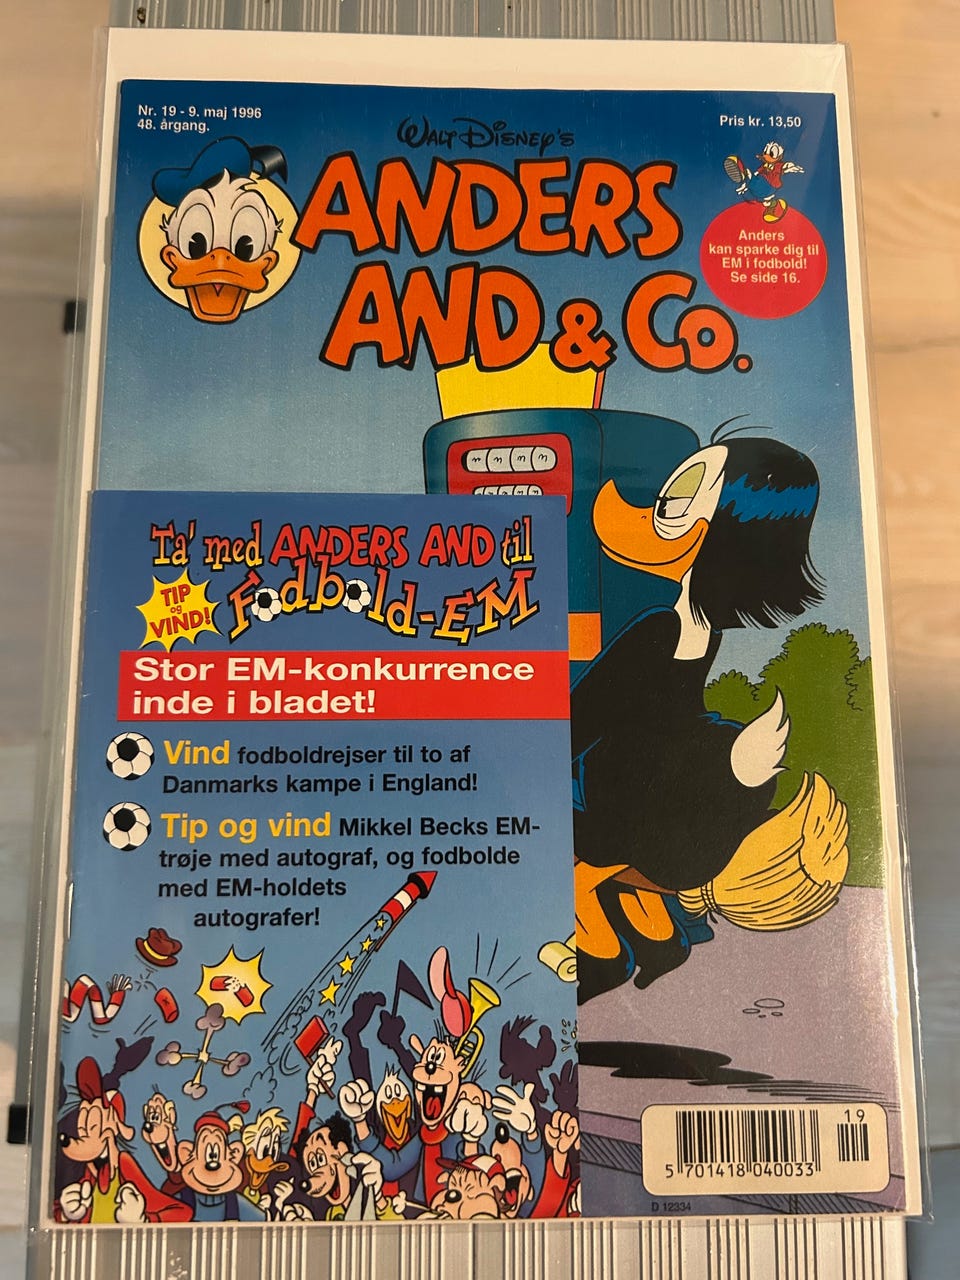 Nr. 19 - 9. maj 1996
48. årgang.
Pris kr. 13,50
WALT DISNEY'S
ANDERS
AND & Co.
Anders
kan sparke dig til
EM i fodbold!
Se side 16.
Ta' med ANDERS AND til
Fodbold-EM
TIP
og
VIND!
Stor EM-konkurrence
inde i bladet!
Vind fodboldrejser til to af
Danmarks kampe i England!
Tip og vind Mikkel Becks EM-
trøje med autograf, og fodbolde
med EM-holdets
autografer!
19
5 701418 040033
D 12334